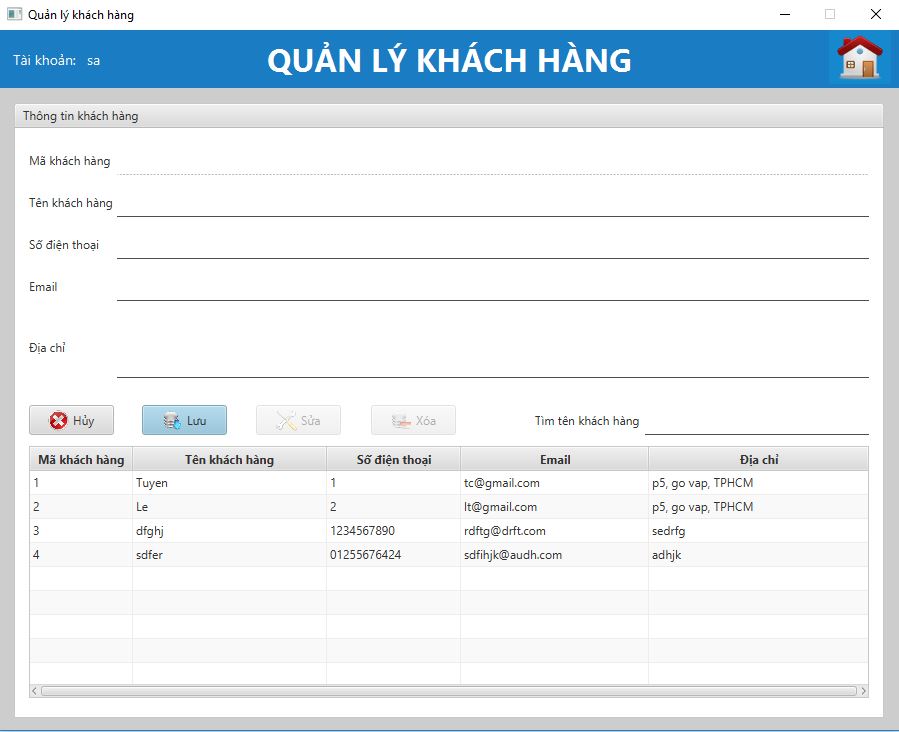 Quản lý khách hàng
Tài khoản: sa
QUẢN LÝ KHÁCH HÀNG
Thông tin khách hàng
Mã khách hàng
Tên khách hàng
Số điện thoại
Email
Địa chỉ
Hủy Lưu Sửa Xóa Tìm tên khách hàng
Mã khách hàng Tên khách hàng Số điện thoại Email Địa chỉ
1 Tuyen 1 tc@gmail.com p5, go vap, TPHCM
2 Le 2 lt@gmail.com p5, go vap, TPHCM
3 dfghj 1234567890 rdftg@drft.com sedrfg
4 sdfer 01255676424 sdfihjk@audh.com adhjk